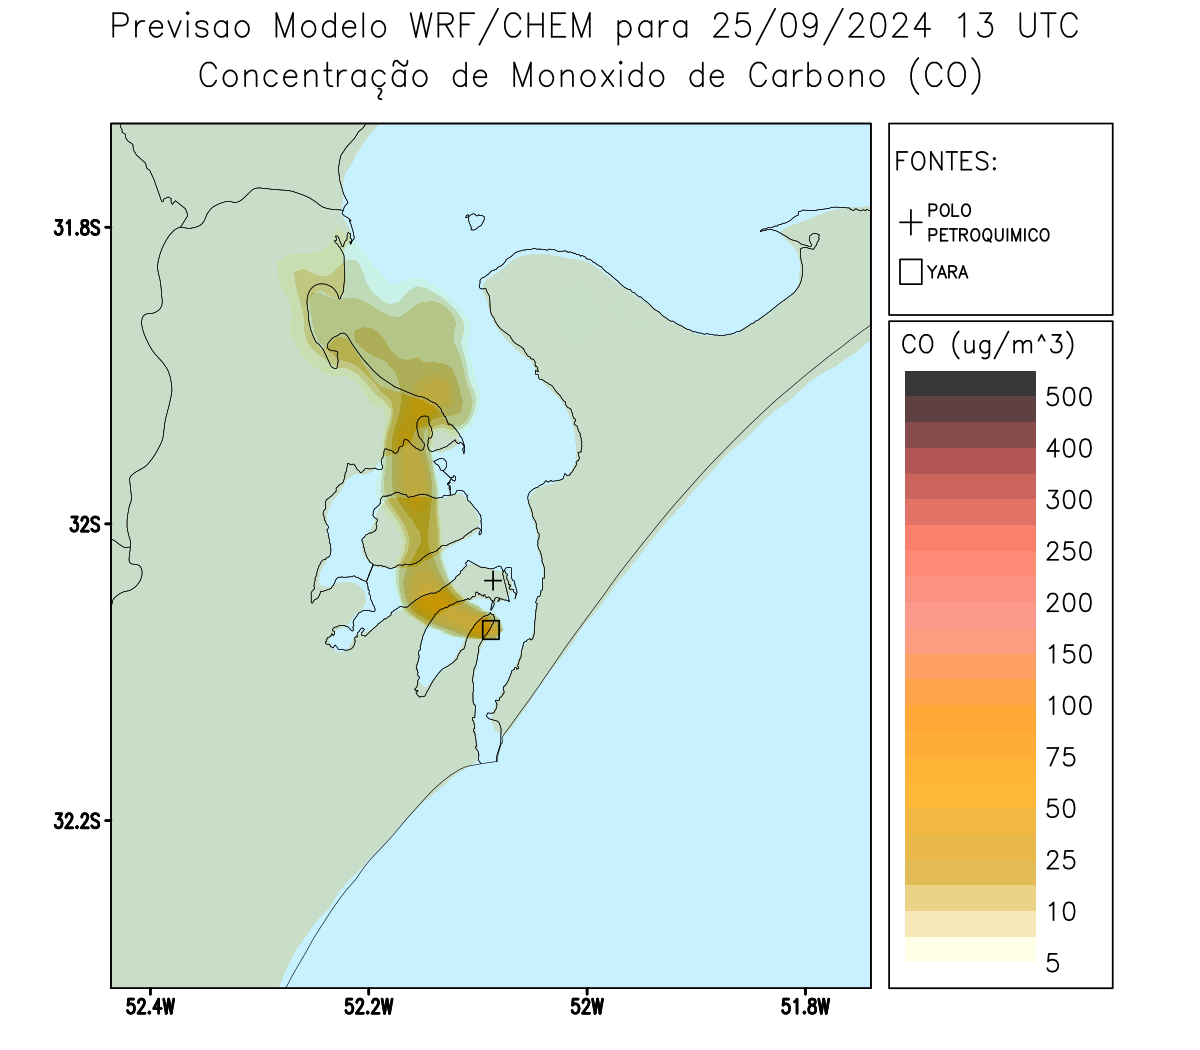 Previsao Modelo WRF/CHEM para 25/09/2024 13 UTC
Concentração de Monoxido de Carbono (CO)
FONTES:
POLO
PETROQUIMICO
YARA
CO (ug/m^3)
500
400
300
250
200
150
100
75
50
25
10
5
31.8S
32S
32.2S
52.4W
52.2W
52W
51.8W